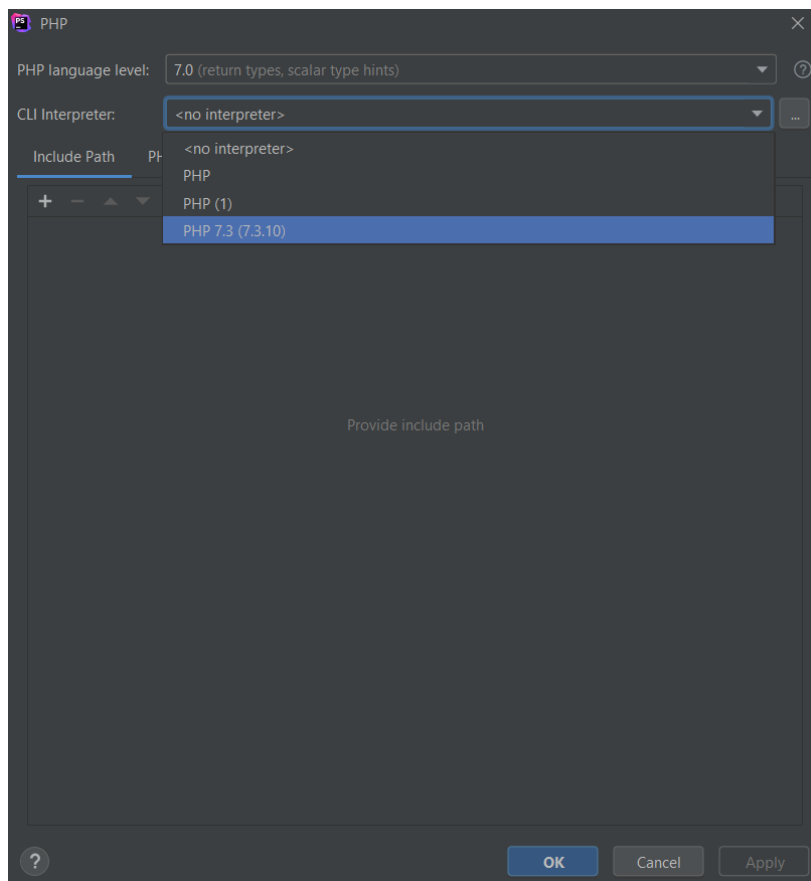 PS
PHP
PHP language level: 7.0 (return types, scalar type hints) ?
CLI Interpreter: <no interpreter> ...
<no interpreter>
PHP
PHP (1)
PHP 7.3 (7.3.10)
Include Path PH
Provide include path
? OK Cancel Apply